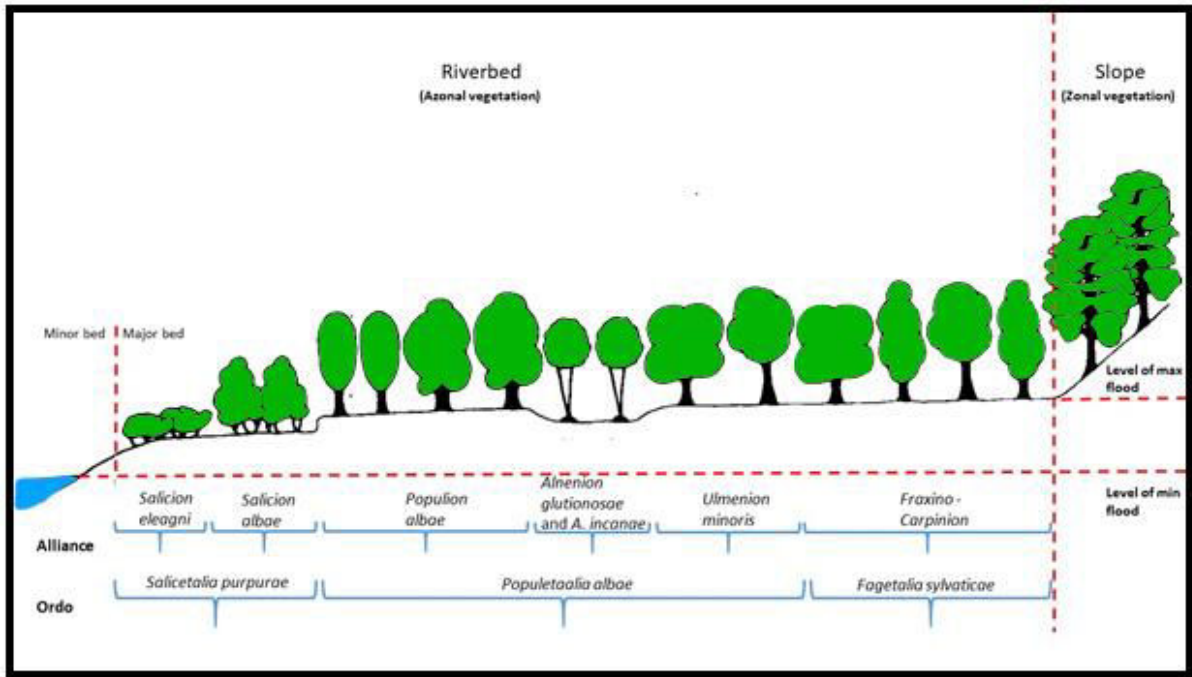 Riverbed
(Azonal vegetation)
Slope
(Zonal vegetation)
Minor bed
Major bed
Level of max
flood
Level of min
flood
Salicion
eleagni
Salicion
albae
Populion
albae
Alnenion
glutionosae
and A. incanae
Ulmenion
minoris
Fraxino -
Carpinion
Alliance
Salicetalia purpurae
Populetaalia albae
Fagetalia sylvaticae
Ordo